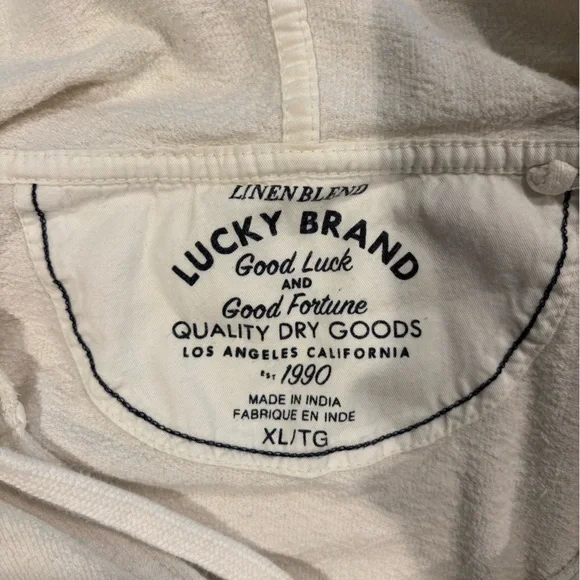 LINEN BLEND
LUCKY BRAND
Good Luck
AND
Good Fortune
QUALITY DRY GOODS
LOS ANGELES CALIFORNIA
EST 1990
MADE IN INDIA
FABRIQUE EN INDE
XL/TG